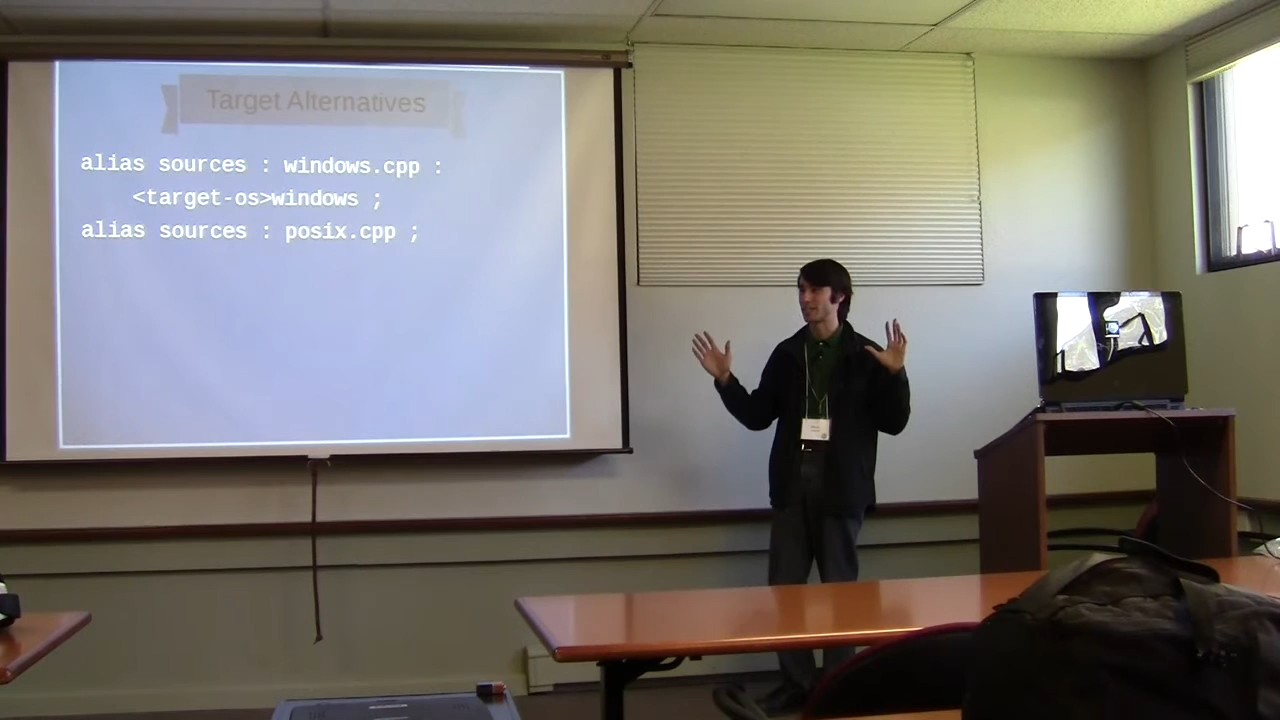 Target Alternatives
alias sources : windows.cpp :
<target-os>windows ;
alias sources : posix.cpp ;